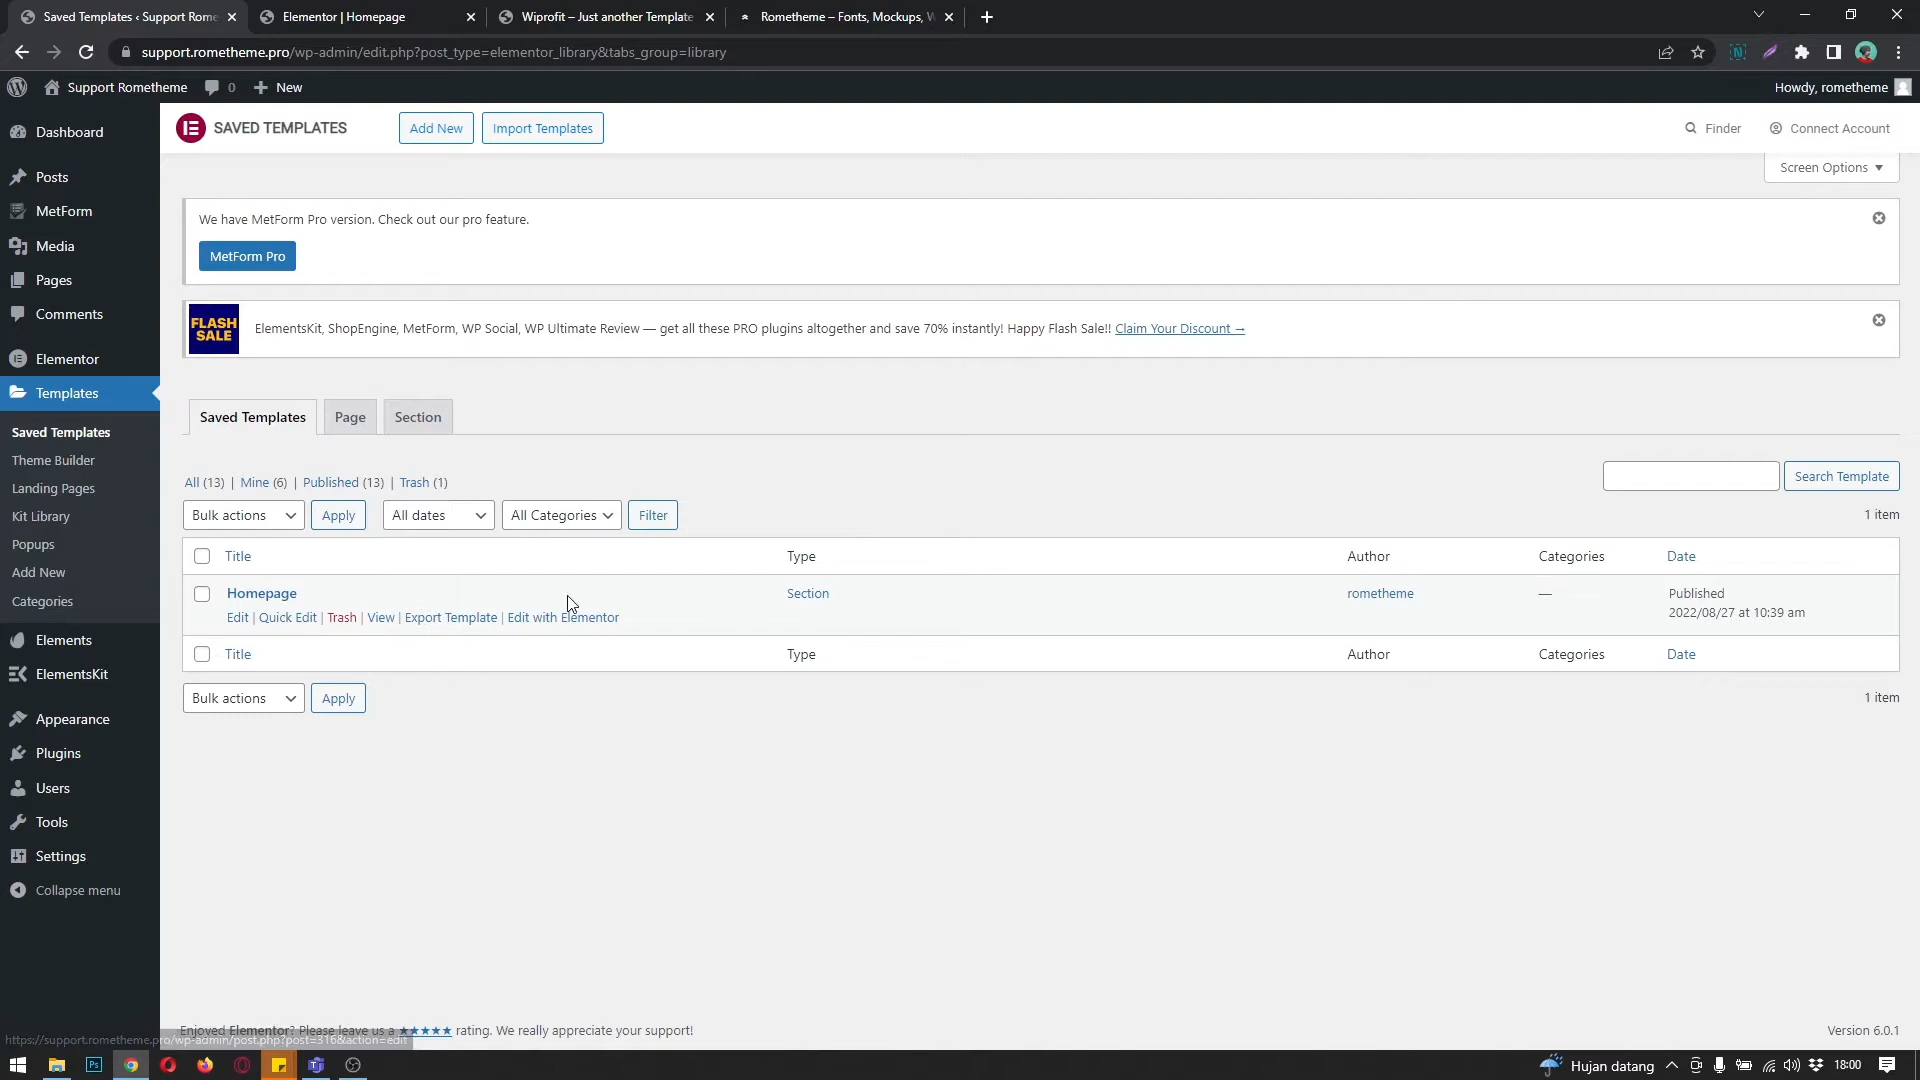 Saved Templates ‹ Support Rome
Elementor | Homepage
Wiprofit – Just another Template
Rometheme – Fonts, Mockups, W
support.rometheme.pro/wp-admin/edit.php?post_type=elementor_library&tabs_group=library
Support Rometheme
0
New
Howdy, rometheme
Dashboard
Posts
MetForm
Media
Pages
Comments
Elementor
Templates
Saved Templates
Theme Builder
Landing Pages
Kit Library
Popups
Add New
Categories
Elements
ElementsKit
Appearance
Plugins
Users
Tools
Settings
Collapse menu
SAVED TEMPLATES
Add New
Import Templates
Finder
Connect Account
Screen Options
We have MetForm Pro version. Check out our pro feature.
MetForm Pro
FLASH
SALE
ElementsKit, ShopEngine, MetForm, WP Social, WP Ultimate Review — get all these PRO plugins altogether and save 70% instantly! Happy Flash Sale!! Claim Your Discount →
Saved Templates
Page
Section
All (13) | Mine (6) | Published (13) | Trash (1)
Search Template
Bulk actions
Apply
All dates
All Categories
Filter
1 item
Title
Type
Author
Categories
Date
Homepage
Section
rometheme
—
Published
2022/08/27 at 10:39 am
Edit | Quick Edit | Trash | View | Export Template | Edit with Elementor
Title
Type
Author
Categories
Date
Bulk actions
Apply
1 item
Enjoyed Elementor? Please leave us a ★★★★★ rating. We really appreciate your support!
Version 6.0.1
https://support.rometheme.pro/wp-admin/post.php?post=316&action=edit
Ps
Hujan datang
18:00